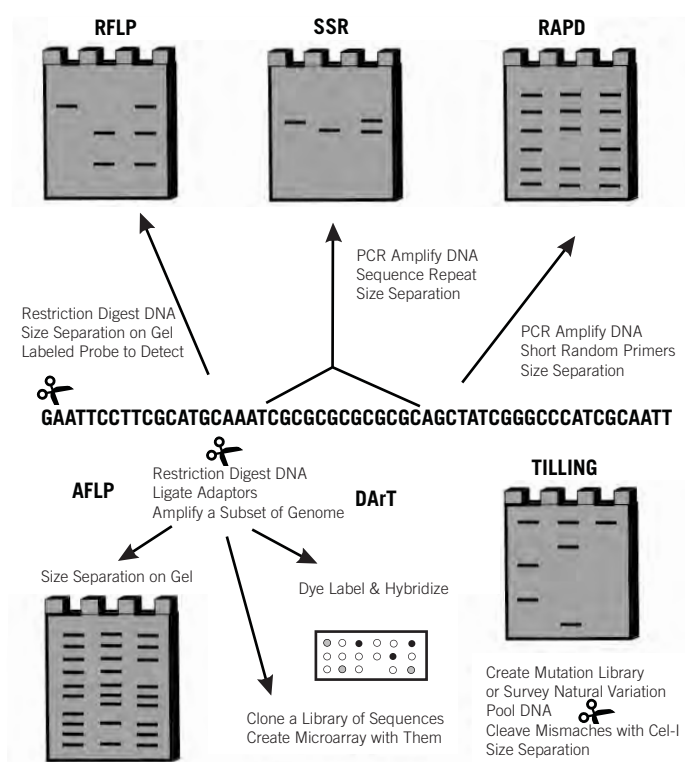 RFLP
SSR
RAPD
PCR Amplify DNA
Sequence Repeat
Size Separation
Restriction Digest DNA
Size Separation on Gel
Labeled Probe to Detect
PCR Amplify DNA
Short Random Primers
Size Separation
GAATTCCTTCGCATGCAAATCGCGCGCGCGCGCAGCTATCGGGCCCATCGCAATT
AFLP
Restriction Digest DNA
Ligate Adaptors
Amplify a Subset of Genome
DArT
TILLING
Size Separation on Gel
Dye Label & Hybridize
Clone a Library of Sequences
Create Microarray with Them
Create Mutation Library
or Survey Natural Variation
Pool DNA
Cleave Mismaches with Cel-I
Size Separation